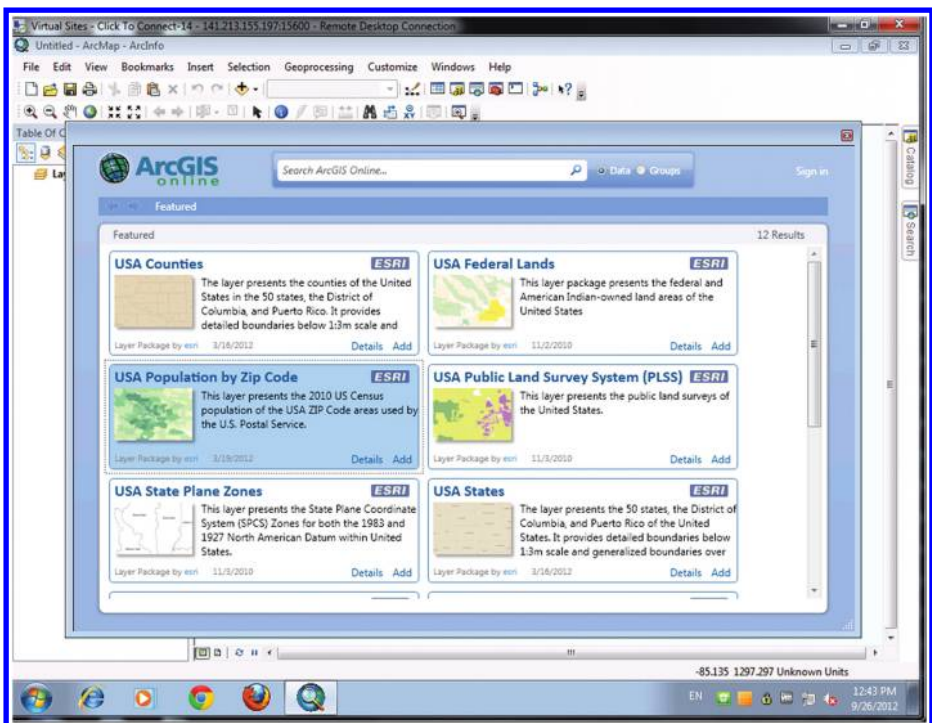 Virtual Sites - Click To Connect-14 - 141.213.155.197:15600 - Remote Desktop Connection
Untitled - ArcMap - ArcInfo
File Edit View Bookmarks Insert Selection Geoprocessing Customize Windows Help
Table Of C
Lay
Catalog
Search
ArcGIS
online
Search ArcGIS Online...
Data Groups
Sign in
Featured
Featured
12 Results
USA Counties
ESRI
The layer presents the counties of the United
States in the 50 states, the District of
Columbia, and Puerto Rico. It provides
detailed boundaries below 1:3m scale and
Layer Package by esri 3/16/2012 Details Add
USA Federal Lands
ESRI
This layer package presents the federal and
American Indian-owned land areas of the
United States
Layer Package by esri 11/2/2010 Details Add
USA Population by Zip Code
ESRI
This layer presents the 2010 US Census
population of the USA ZIP Code areas used by
the U.S. Postal Service.
Layer Package by esri 3/19/2012 Details Add
USA Public Land Survey System (PLSS)
ESRI
This layer presents the public land surveys of
the United States.
Layer Package by esri 11/3/2010 Details Add
USA State Plane Zones
ESRI
This layer presents the State Plane Coordinate
System (SPCS) Zones for both the 1983 and
1927 North American Datum within United
States.
Layer Package by esri 11/3/2010 Details Add
USA States
ESRI
The layer presents the 50 states, the District of
Columbia, and Puerto Rico of the United
States. It provides detailed boundaries below
1:3m scale and generalized boundaries over
Layer Package by esri 3/16/2012 Details Add
-85.135 1297.297 Unknown Units
EN
12:43 PM
9/26/2012